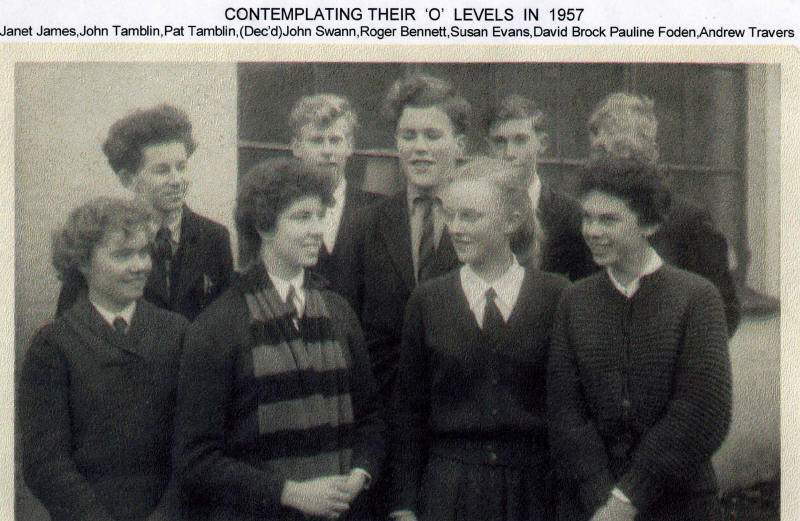 CONTEMPLATING THEIR 'O' LEVELS IN 1957
Janet James,John Tamblin,Pat Tamblin,(Dec'd)John Swann,Roger Bennett,Susan Evans,David Brock Pauline Foden,Andrew Travers